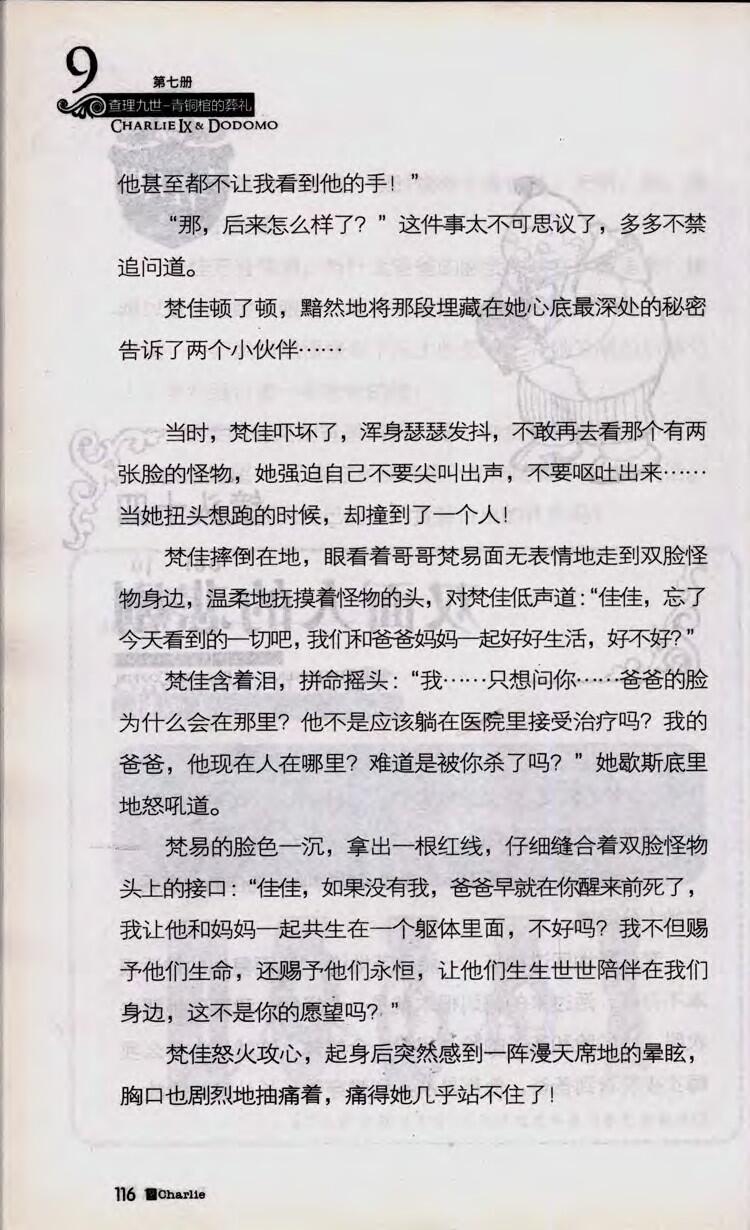 9
第七册
查理九世-青铜棺的葬礼
CHARLIE IX & DODOMO
他甚至都不让我看到他的手！”
“那，后来怎么样了？”这件事太不可思议了，多多不禁
追问道。
梵佳顿了顿，黯然地将那段埋藏在她心底最深处的秘密
告诉了两个小伙伴……
当时，梵佳吓坏了，浑身瑟瑟发抖，不敢再去看那个有两
张脸的怪物，她强迫自己不要尖叫出声，不要呕吐出来……
当她扭头想跑的时候，却撞到了一个人！
梵佳摔倒在地，眼看着哥哥梵易面无表情地走到双脸怪
物身边，温柔地抚摸着怪物的头，对梵佳低声道：“佳佳，忘了
今天看到的一切吧，我们和爸爸妈妈一起好好生活，好不好？”
梵佳含着泪，拼命摇头：“我……只想问你……爸爸的脸
为什么会在那里？他不是应该躺在医院里接受治疗吗？我的
爸爸，他现在人在哪里？难道是被你杀了吗？”她歇斯底里
地怒吼道。
梵易的脸色一沉，拿出一根红线，仔细缝合着双脸怪物
头上的接口：“佳佳，如果没有我，爸爸早就在你醒来前死了，
我让他和妈妈一起共生在一个躯体里面，不好吗？我不但赐
予他们生命，还赐予他们永恒，让他们生生世世陪伴在我们
身边，这不是你的愿望吗？”
梵佳怒火攻心，起身后突然感到一阵漫天席地的晕眩，
胸口也剧烈地抽痛着，痛得她几乎站不住了！
116 Charlie